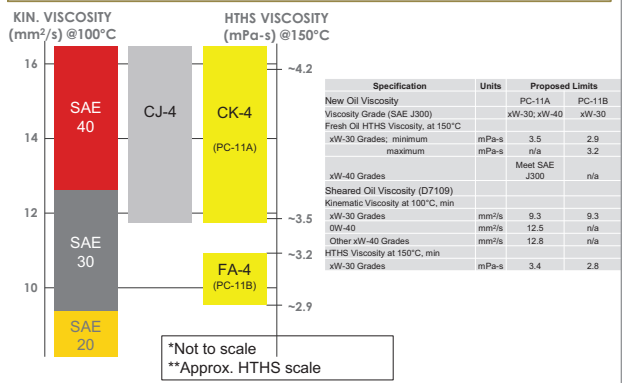 KIN. VISCOSITY
(mm²/s) @100°C
HTHS VISCOSITY
(mPa-s) @150°C
16
14
12
10
SAE
40
SAE
30
SAE
20
CJ-4
CK-4
(PC-11A)
FA-4
(PC-11B)
~4.2
~3.5
~3.2
~2.9
*Not to scale
**Approx. HTHS scale
Specification Units Proposed Limits
New Oil Viscosity PC-11A PC-11B
Viscosity Grade (SAE J300) xW-30; xW-40 xW-30
Fresh Oil HTHS Viscosity, at 150°C
xW-30 Grades; minimum mPa-s 3.5 2.9
maximum mPa-s n/a 3.2
Meet SAE
xW-40 Grades J300 n/a
Sheared Oil Viscosity (D7109)
Kinematic Viscosity at 100°C, min
xW-30 Grades mm²/s 9.3 9.3
0W-40 mm²/s 12.5 n/a
Other xW-40 Grades mm²/s 12.8 n/a
HTHS Viscosity at 150°C, min
xW-30 Grades mPa-s 3.4 2.8